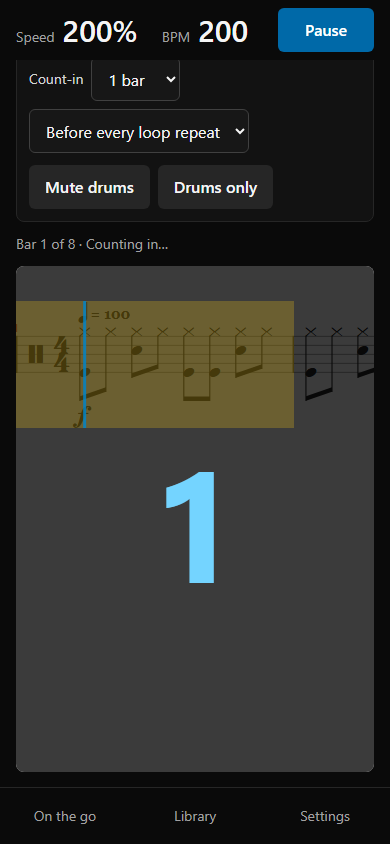 Speed 200% BPM 200 Pause
Count-in 1 bar
Before every loop repeat
Mute drums Drums only
Bar 1 of 8 · Counting in...
= 100
4
4
f
1
On the go Library Settings